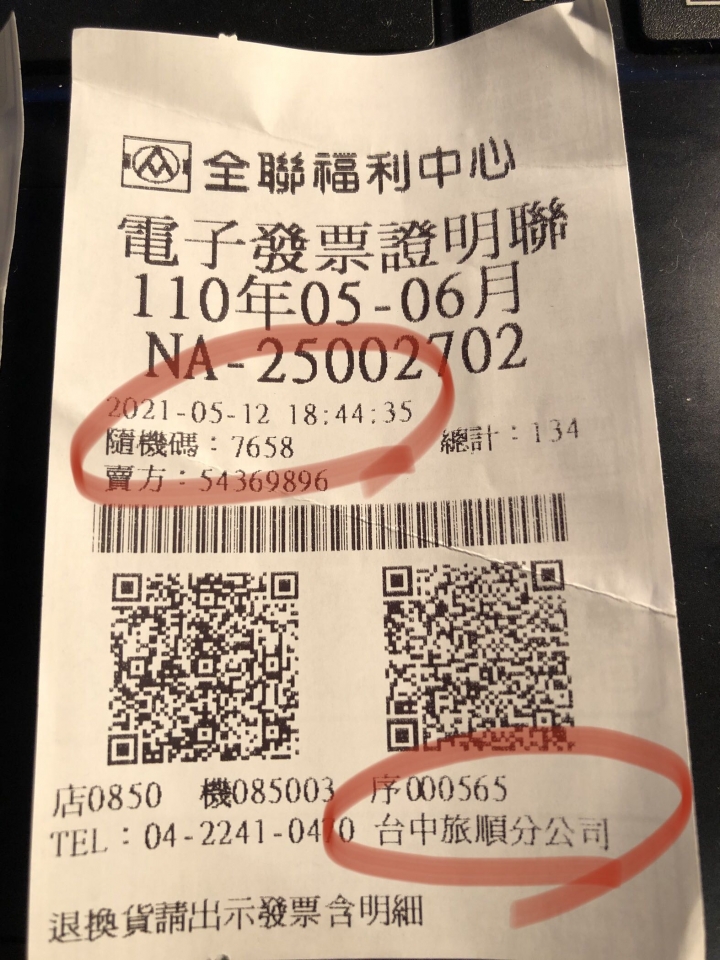 全聯福利中心
電子發票證明聯
110年05-06月
NA-25002702
2021-05-12 18:44:35
隨機碼：7658 總計：134
賣方：54369896
店0850 機085003 序000565
TEL：04-2241-0470 台中旅順分公司
退換貨請出示發票含明細